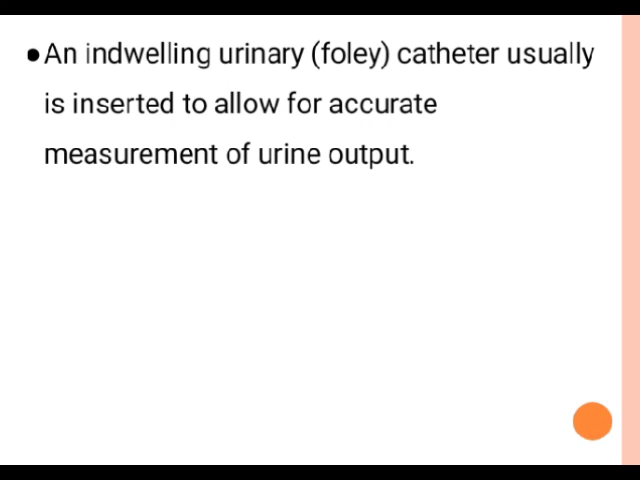 ●An indwelling urinary (foley) catheter usually
is inserted to allow for accurate
measurement of urine output.